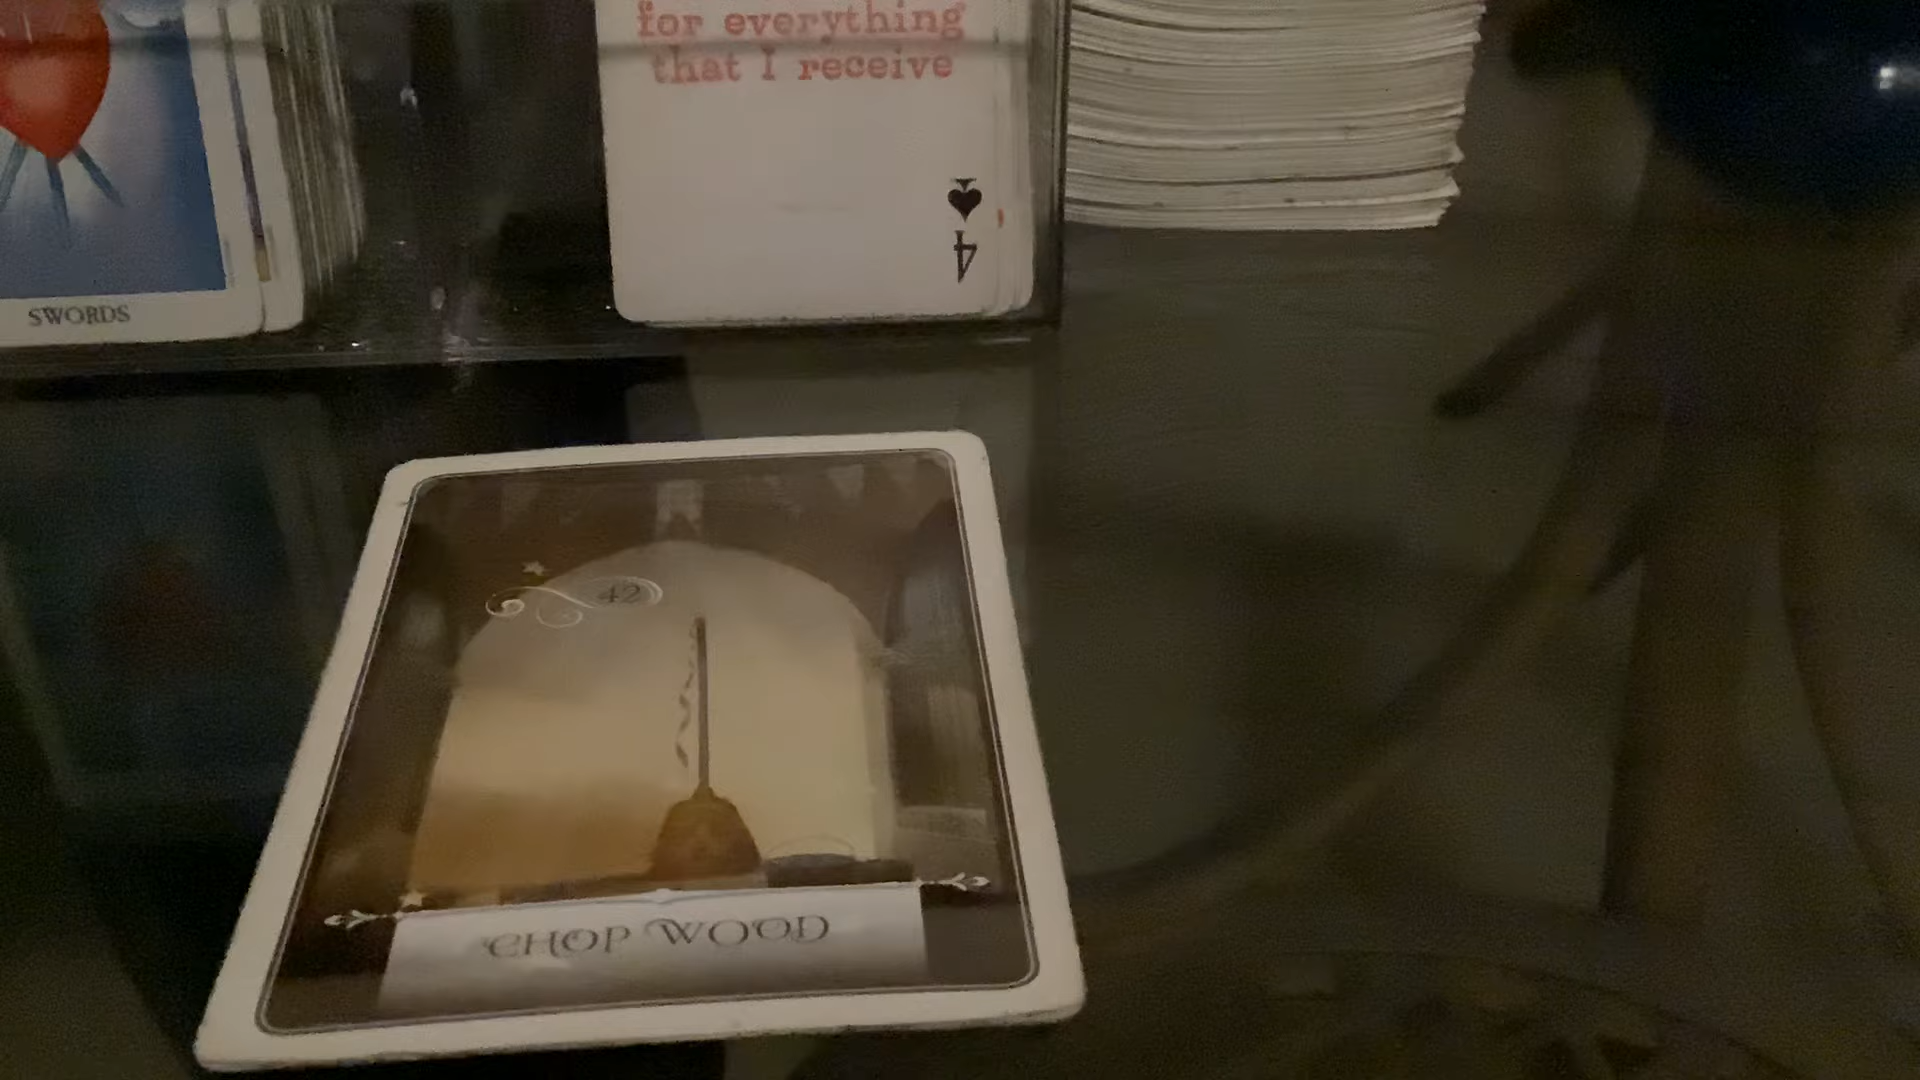 for everything
that I receive
4
SWORDS
42
CHOP WOOD